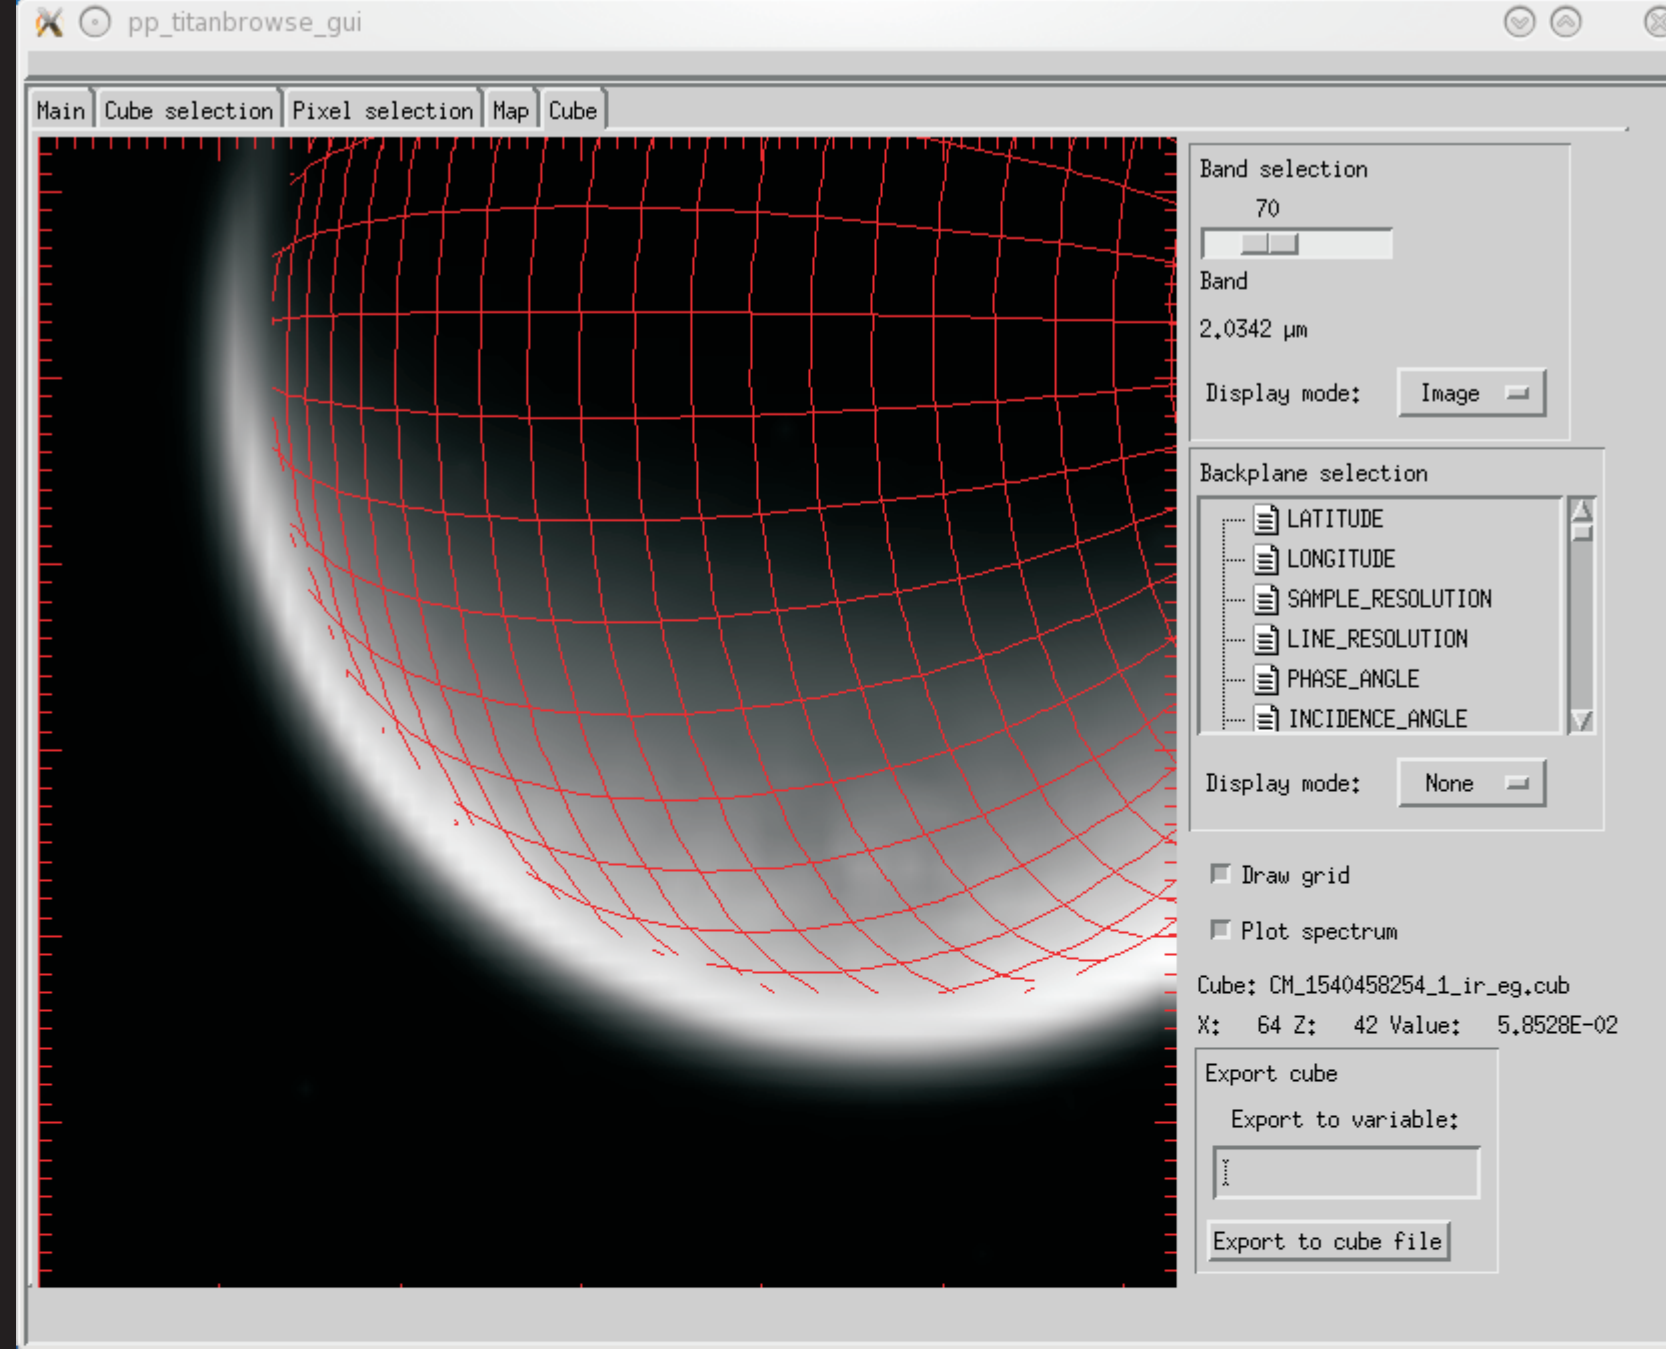 pp_titanbrowse_gui
Main Cube selection Pixel selection Map Cube
Band selection
70
Band
2.0342 µm
Display mode: Image
Backplane selection
LATITUDE
LONGITUDE
SAMPLE_RESOLUTION
LINE_RESOLUTION
PHASE_ANGLE
INCIDENCE_ANGLE
Display mode: None
Draw grid
Plot spectrum
Cube: CM_1540458254_1_ir_eg.cub
X: 64 Z: 42 Value: 5.8528E-02
Export cube
Export to variable:
Export to cube file